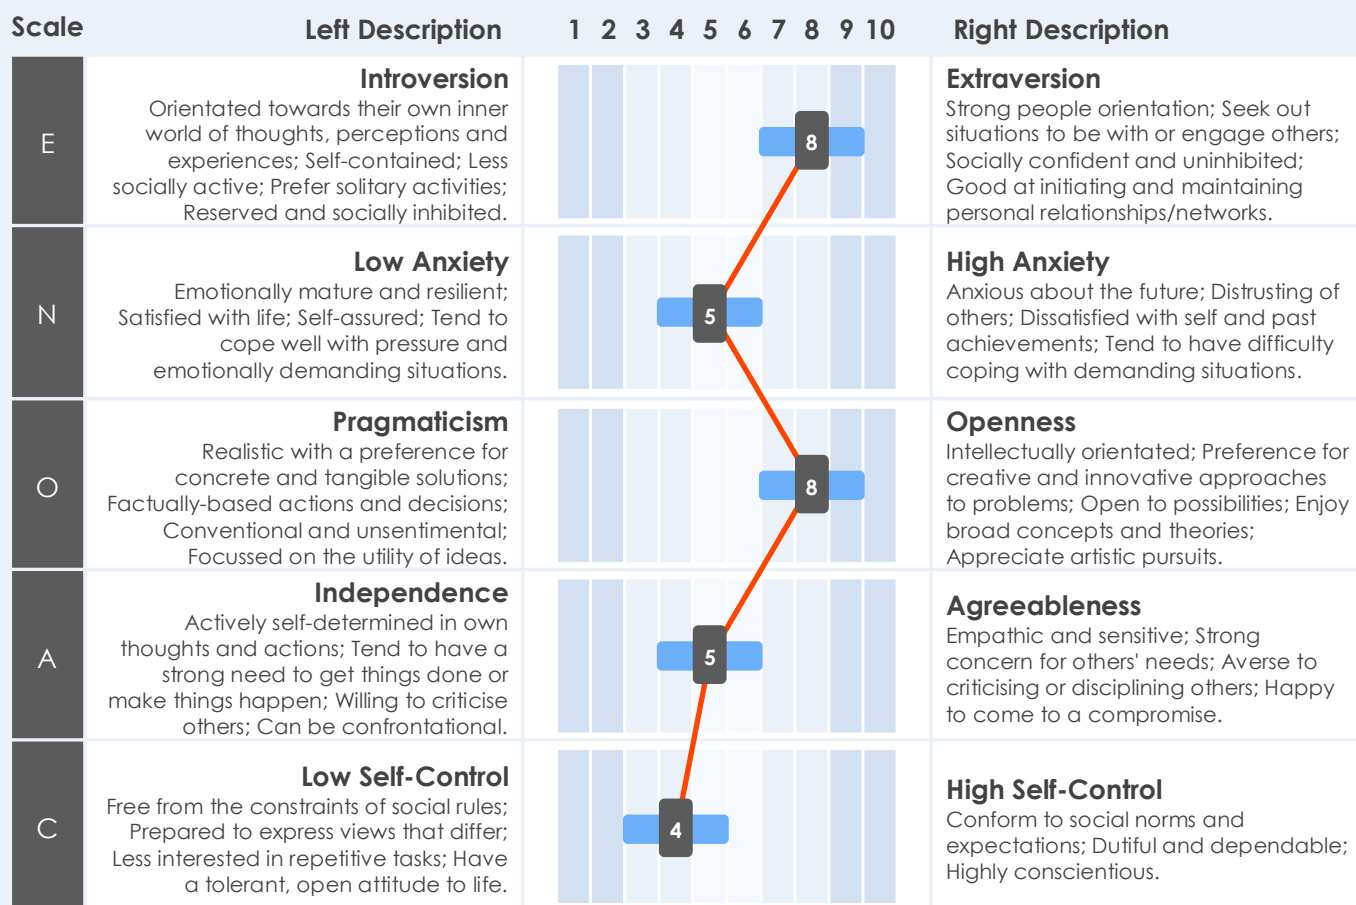 Scale Left Description 1 2 3 4 5 6 7 8 9 10 Right Description
E
Introversion
Orientated towards their own inner
world of thoughts, perceptions and
experiences; Self-contained; Less
socially active; Prefer solitary activities;
Reserved and socially inhibited.
8
Extraversion
Strong people orientation; Seek out
situations to be with or engage others;
Socially confident and uninhibited;
Good at initiating and maintaining
personal relationships/networks.
N
Low Anxiety
Emotionally mature and resilient;
Satisfied with life; Self-assured; Tend to
cope well with pressure and
emotionally demanding situations.
5
High Anxiety
Anxious about the future; Distrusting of
others; Dissatisfied with self and past
achievements; Tend to have difficulty
coping with demanding situations.
O
Pragmaticism
Realistic with a preference for
concrete and tangible solutions;
Factually-based actions and decisions;
Conventional and unsentimental;
Focussed on the utility of ideas.
8
Openness
Intellectually orientated; Preference for
creative and innovative approaches
to problems; Open to possibilities; Enjoy
broad concepts and theories;
Appreciate artistic pursuits.
A
Independence
Actively self-determined in own
thoughts and actions; Tend to have a
strong need to get things done or
make things happen; Willing to criticise
others; Can be confrontational.
5
Agreeableness
Empathic and sensitive; Strong
concern for others' needs; Averse to
criticising or disciplining others; Happy
to come to a compromise.
C
Low Self-Control
Free from the constraints of social rules;
Prepared to express views that differ;
Less interested in repetitive tasks; Have
a tolerant, open attitude to life.
4
High Self-Control
Conform to social norms and
expectations; Dutiful and dependable;
Highly conscientious.